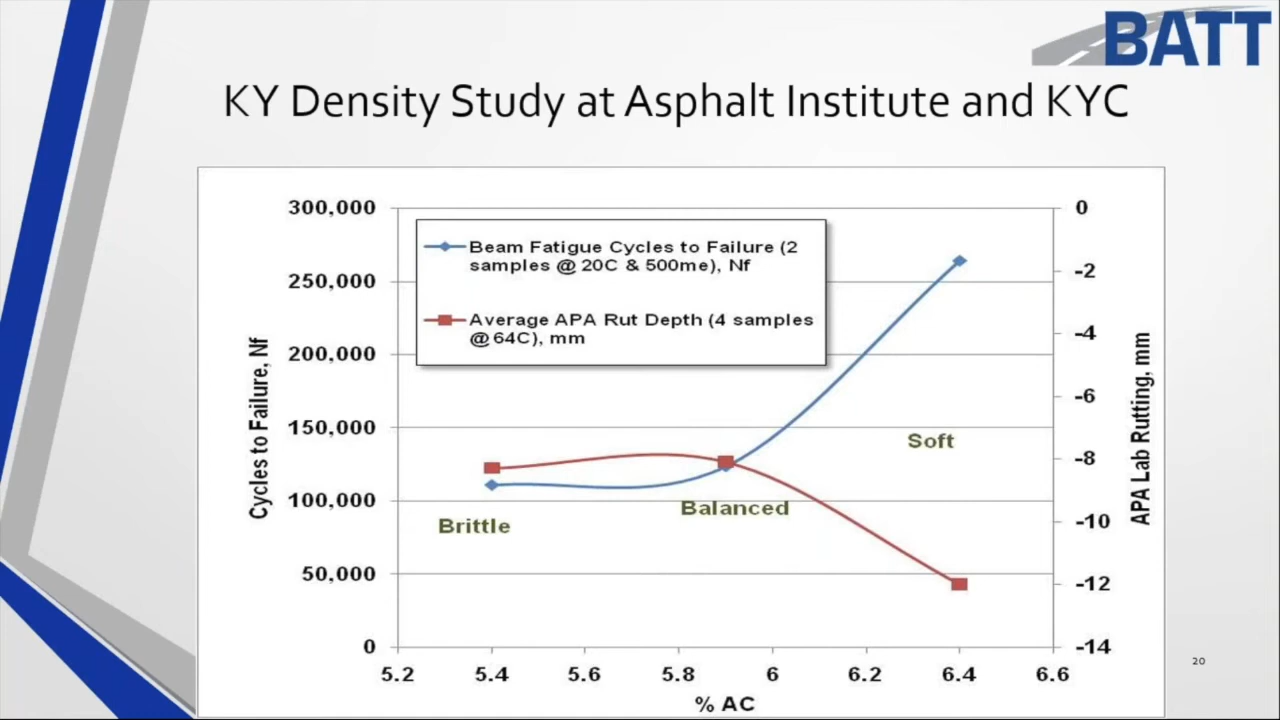 BATT
KY Density Study at Asphalt Institute and KYC
300,000
250,000
200,000
150,000
100,000
50,000
0
Cycles to Failure, Nf
Beam Fatigue Cycles to Failure (2
samples @ 20C & 500me), Nf
Average APA Rut Depth (4 samples
@64C), mm
Brittle
Balanced
Soft
0
-2
-4
-6
-8
-10
-12
-14
APA Lab Rutting, mm
5.2 5.4 5.6 5.8 6 6.2 6.4 6.6
% AC
20